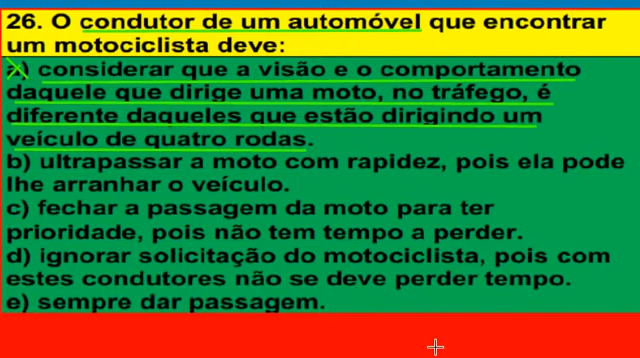 26. O condutor de um automóvel que encontrar
um motociclista deve:
a) considerar que a visão e o comportamento
daquele que dirige uma moto, no tráfego, é
diferente daqueles que estão dirigindo um
veículo de quatro rodas.
b) ultrapassar a moto com rapidez, pois ela pode
lhe arranhar o veículo.
c) fechar a passagem da moto para ter
prioridade, pois não tem tempo a perder.
d) ignorar solicitação do motociclista, pois com
estes condutores não se deve perder tempo.
e) sempre dar passagem.